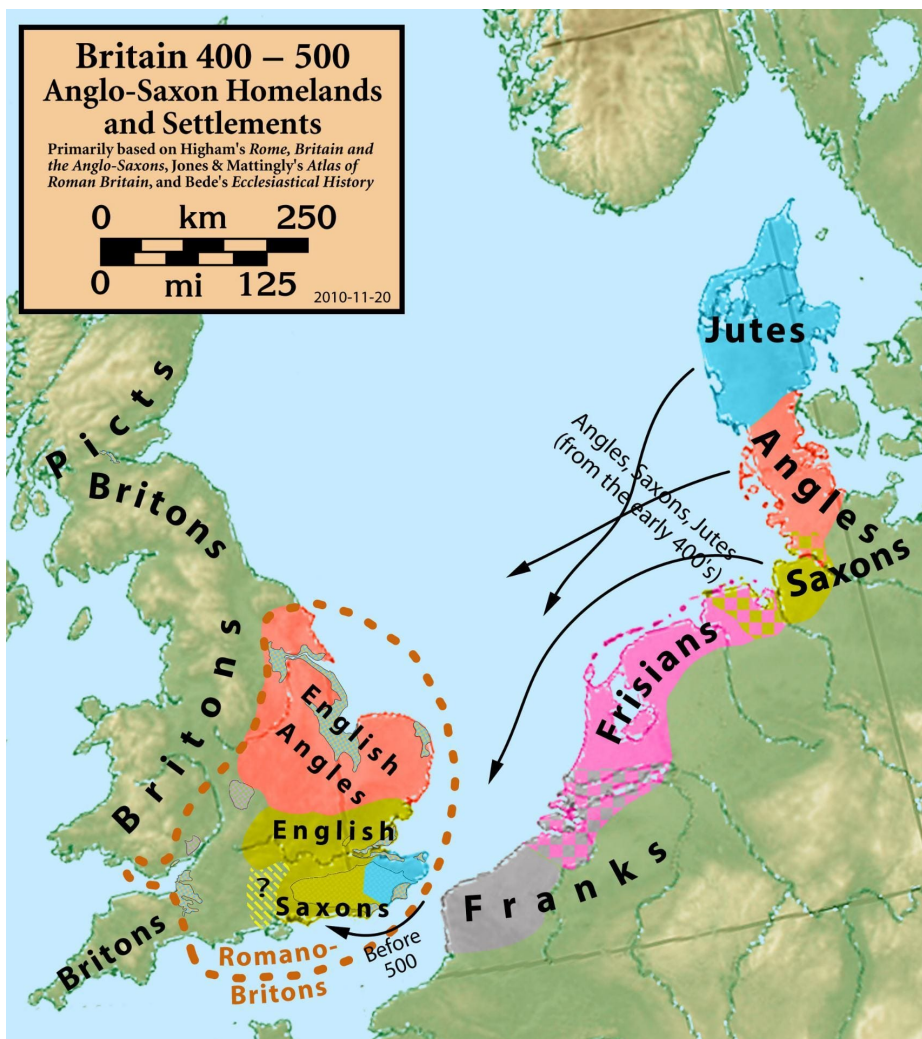 Britain 400 – 500
Anglo-Saxon Homelands
and Settlements
Primarily based on Higham's Rome, Britain and
the Anglo-Saxons, Jones & Mattingly's Atlas of
Roman Britain, and Bede's Ecclesiastical History
0 km 250
0 mi 125
2010-11-20
Jutes
Angles
Saxons
Angles, Saxons, Jutes
(from the early 400's)
Frisians
Franks
Picts
Britons
Britons
English
Angles
English
?
Saxons
Britons
Romano-
Britons
Before
500